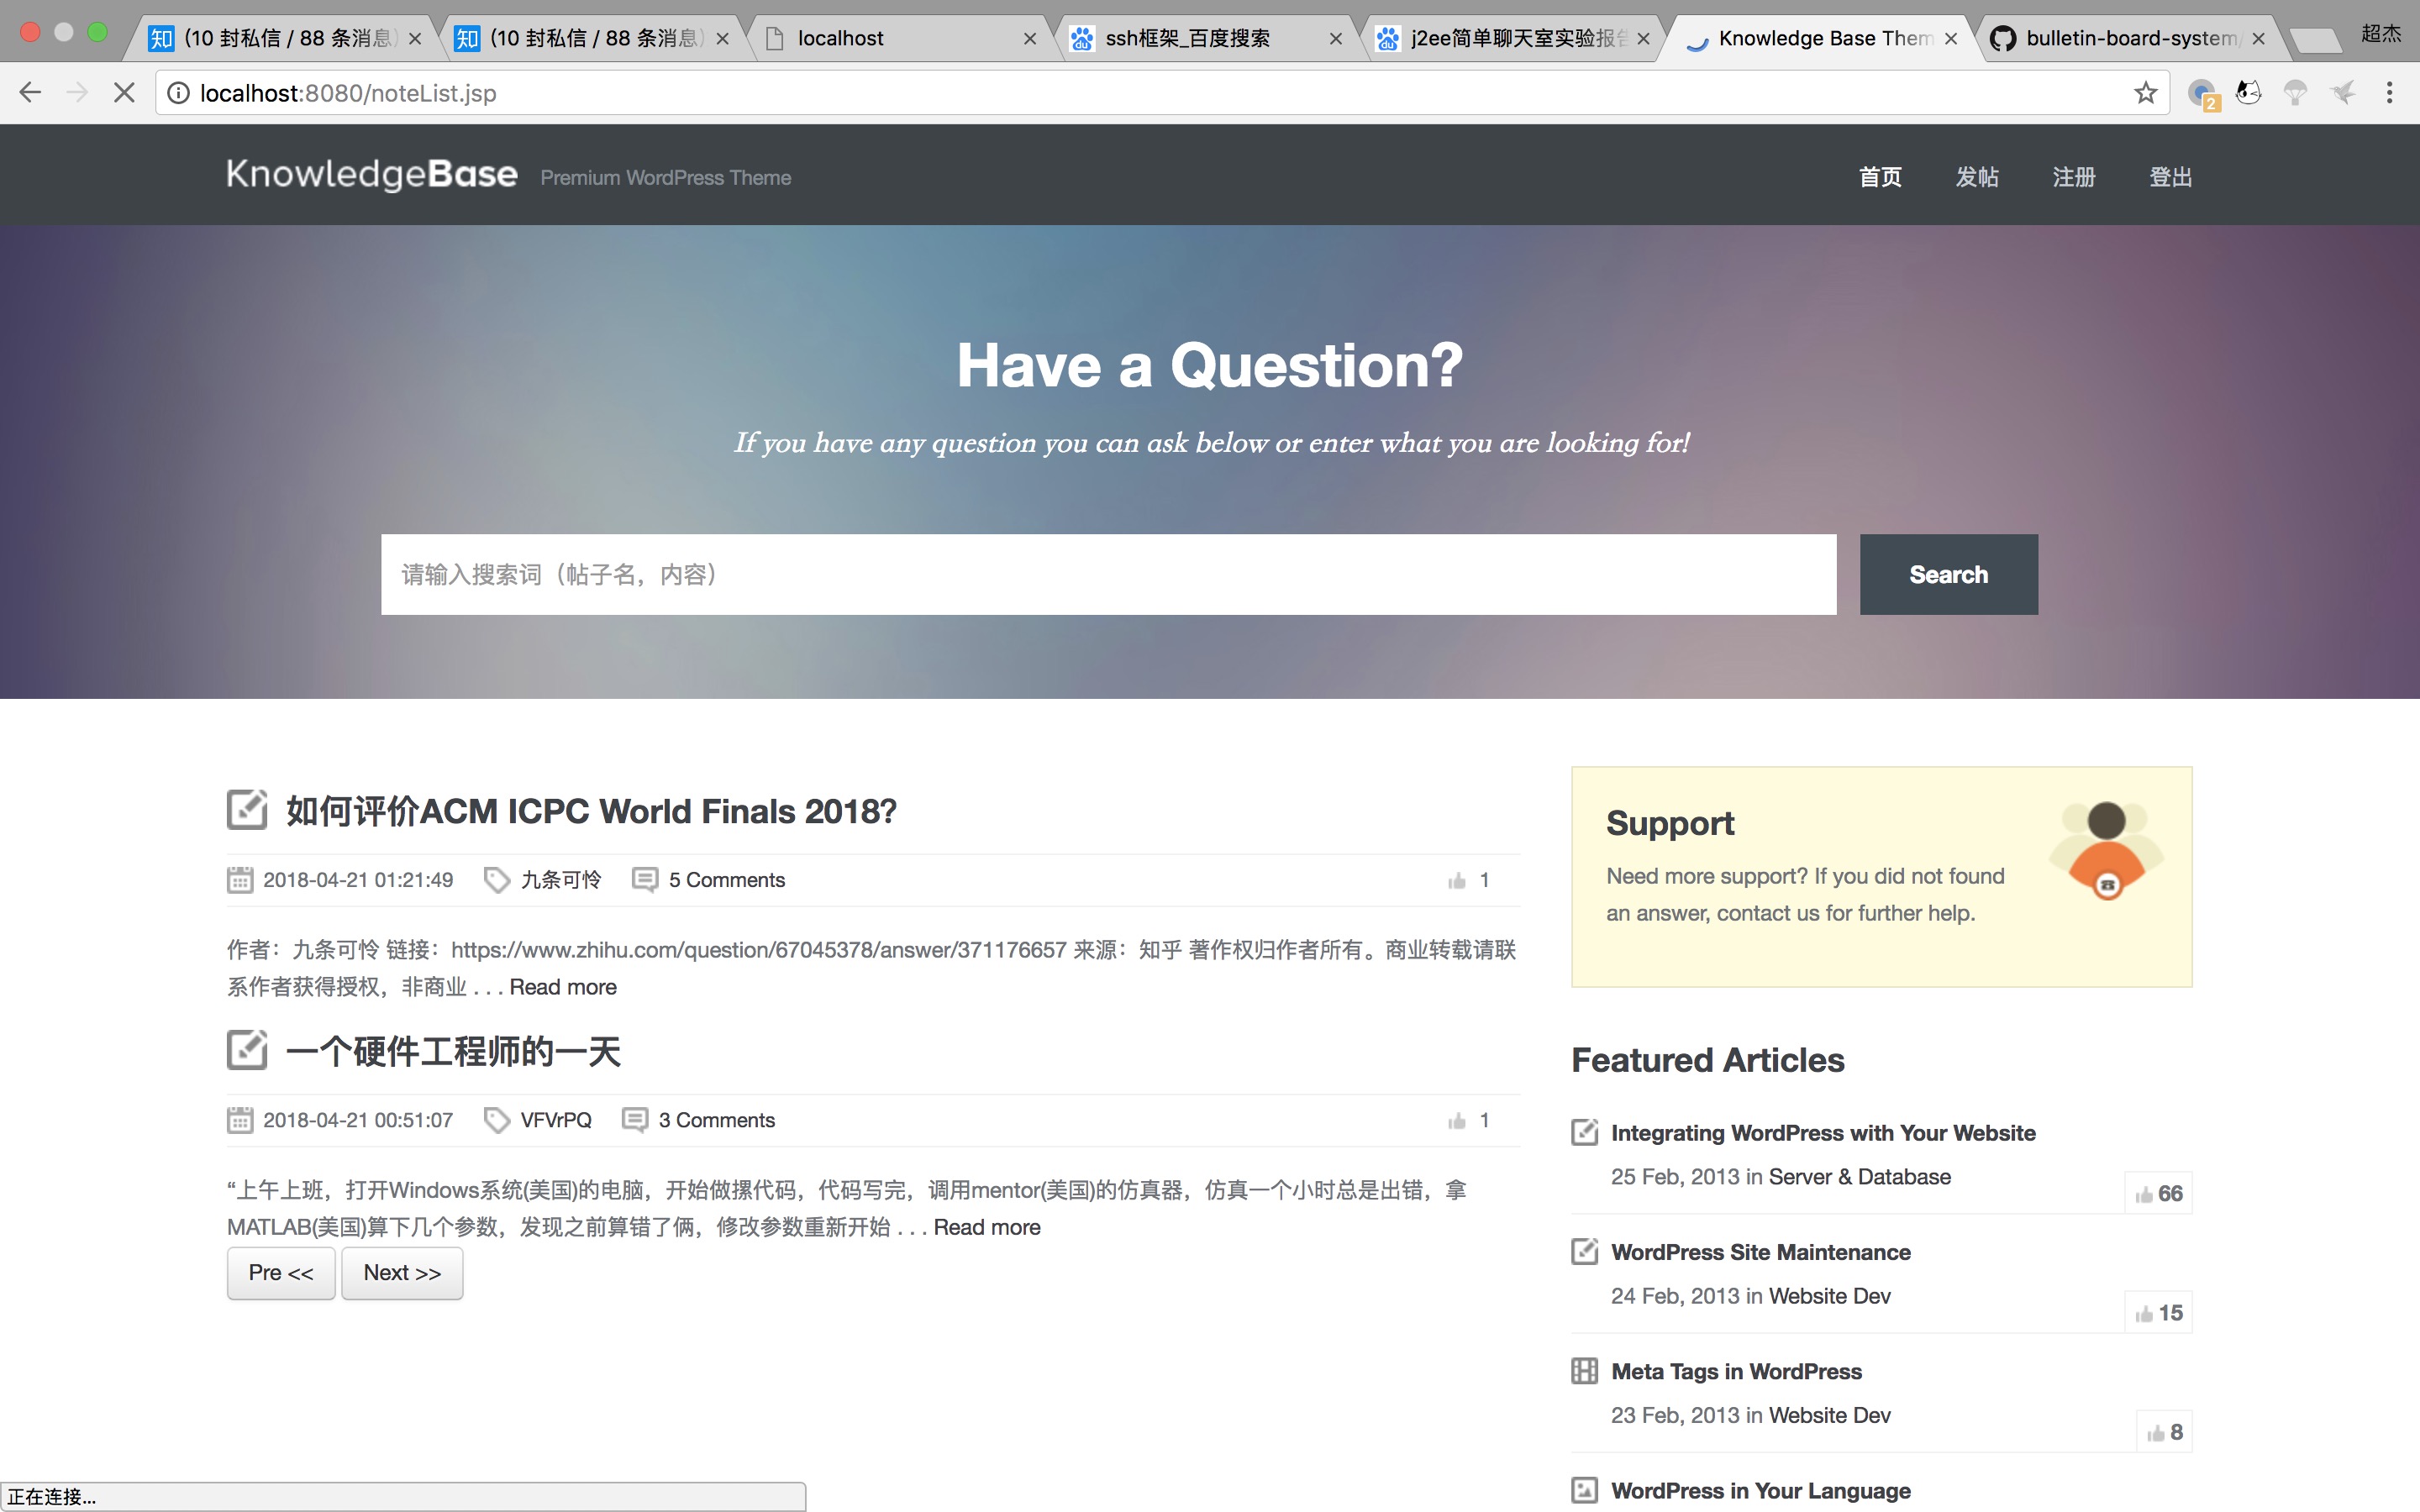 (10 封私信 / 88 条消息)
(10 封私信 / 88 条消息)
localhost
ssh框架_百度搜索
j2ee简单聊天室实验报告
Knowledge Base Them
bulletin-board-system/
超杰
localhost:8080/noteList.jsp
2
KnowledgeBase
Premium WordPress Theme
首页
发帖
注册
登出
Have a Question?
If you have any question you can ask below or enter what you are looking for!
请输入搜索词（帖子名，内容）
Search
如何评价ACM ICPC World Finals 2018?
2018-04-21 01:21:49 九条可怜 5 Comments 1
作者：九条可怜 链接：https://www.zhihu.com/question/67045378/answer/371176657 来源：知乎 著作权归作者所有。商业转载请联
系作者获得授权，非商业 . . . Read more
一个硬件工程师的一天
2018-04-21 00:51:07 VFVrPQ 3 Comments 1
“上午上班，打开Windows系统(美国)的电脑，开始做摞代码，代码写完，调用mentor(美国)的仿真器，仿真一个小时总是出错，拿
MATLAB(美国)算下几个参数，发现之前算错了俩，修改参数重新开始 . . . Read more
Pre <<
Next >>
Support
Need more support? If you did not found
an answer, contact us for further help.
Featured Articles
Integrating WordPress with Your Website
25 Feb, 2013 in Server & Database
66
WordPress Site Maintenance
24 Feb, 2013 in Website Dev
15
Meta Tags in WordPress
23 Feb, 2013 in Website Dev
8
WordPress in Your Language
正在连接...